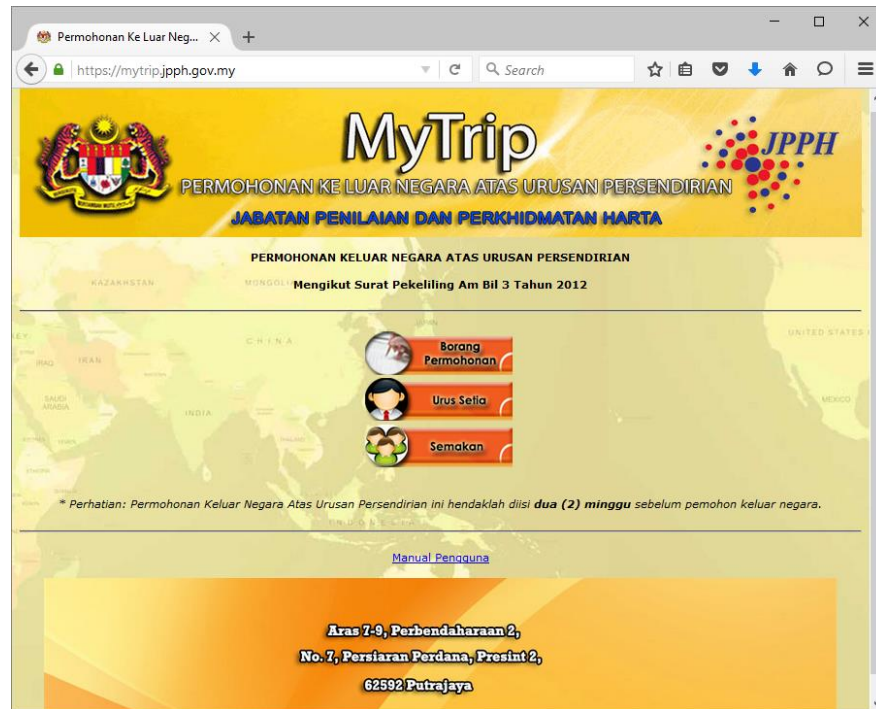 Permohonan Ke Luar Neg...
https://mytrip.jpph.gov.my
Search
MyTrip
JPPH
PERMOHONAN KE LUAR NEGARA ATAS URUSAN PERSENDIRIAN
JABATAN PENILAIAN DAN PERKHIDMATAN HARTA
PERMOHONAN KELUAR NEGARA ATAS URUSAN PERSENDIRIAN
KAZAKHSTAN
MONGOLIA
Mengikut Surat Pekeliling Am Bil 3 Tahun 2012
UNITED STATES
CHINA
Borang
Permohonan
IRAQ
IRAN
SAUDI
ARABIA
INDIA
Urus Setia
MEXICO
Semakan
* Perhatian: Permohonan Keluar Negara Atas Urusan Persendirian ini hendaklah diisi dua (2) minggu sebelum pemohon keluar negara.
INDONESIA
Manual Pengguna
Aras 7-9, Perbendaharaan 2,
No. 7, Persiaran Perdana, Presint 2,
62592 Putrajaya